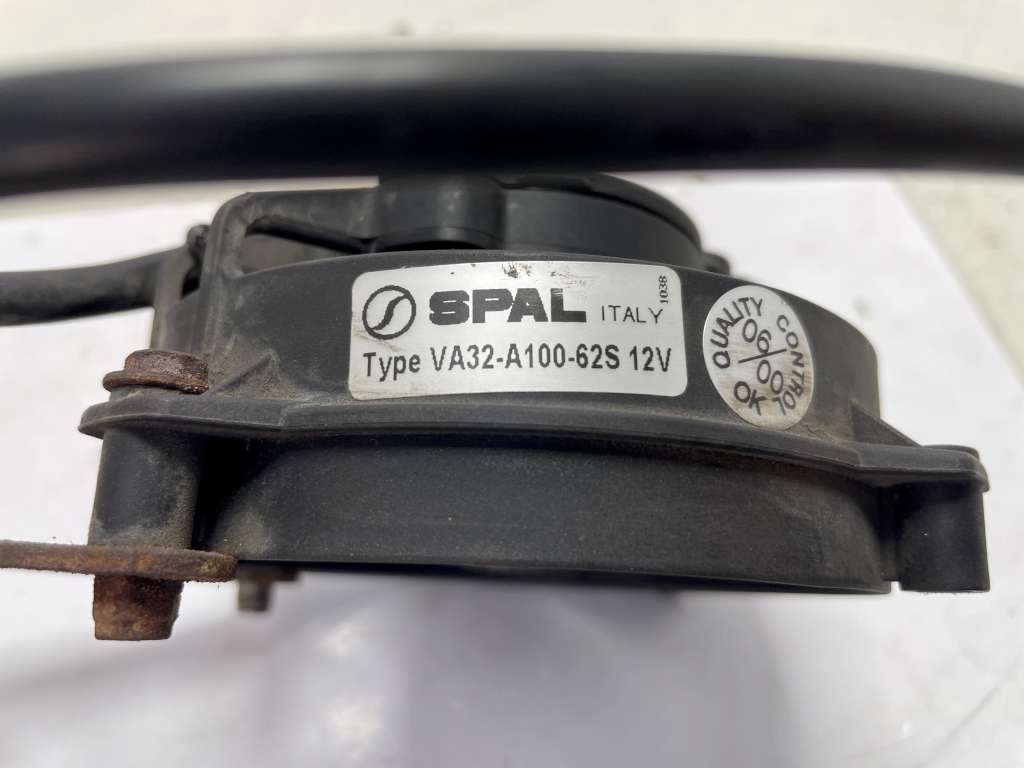 SPAL ITALY 1038
Type VA32-A100-62S 12V
QUALITY CONTROL
06/00
OK